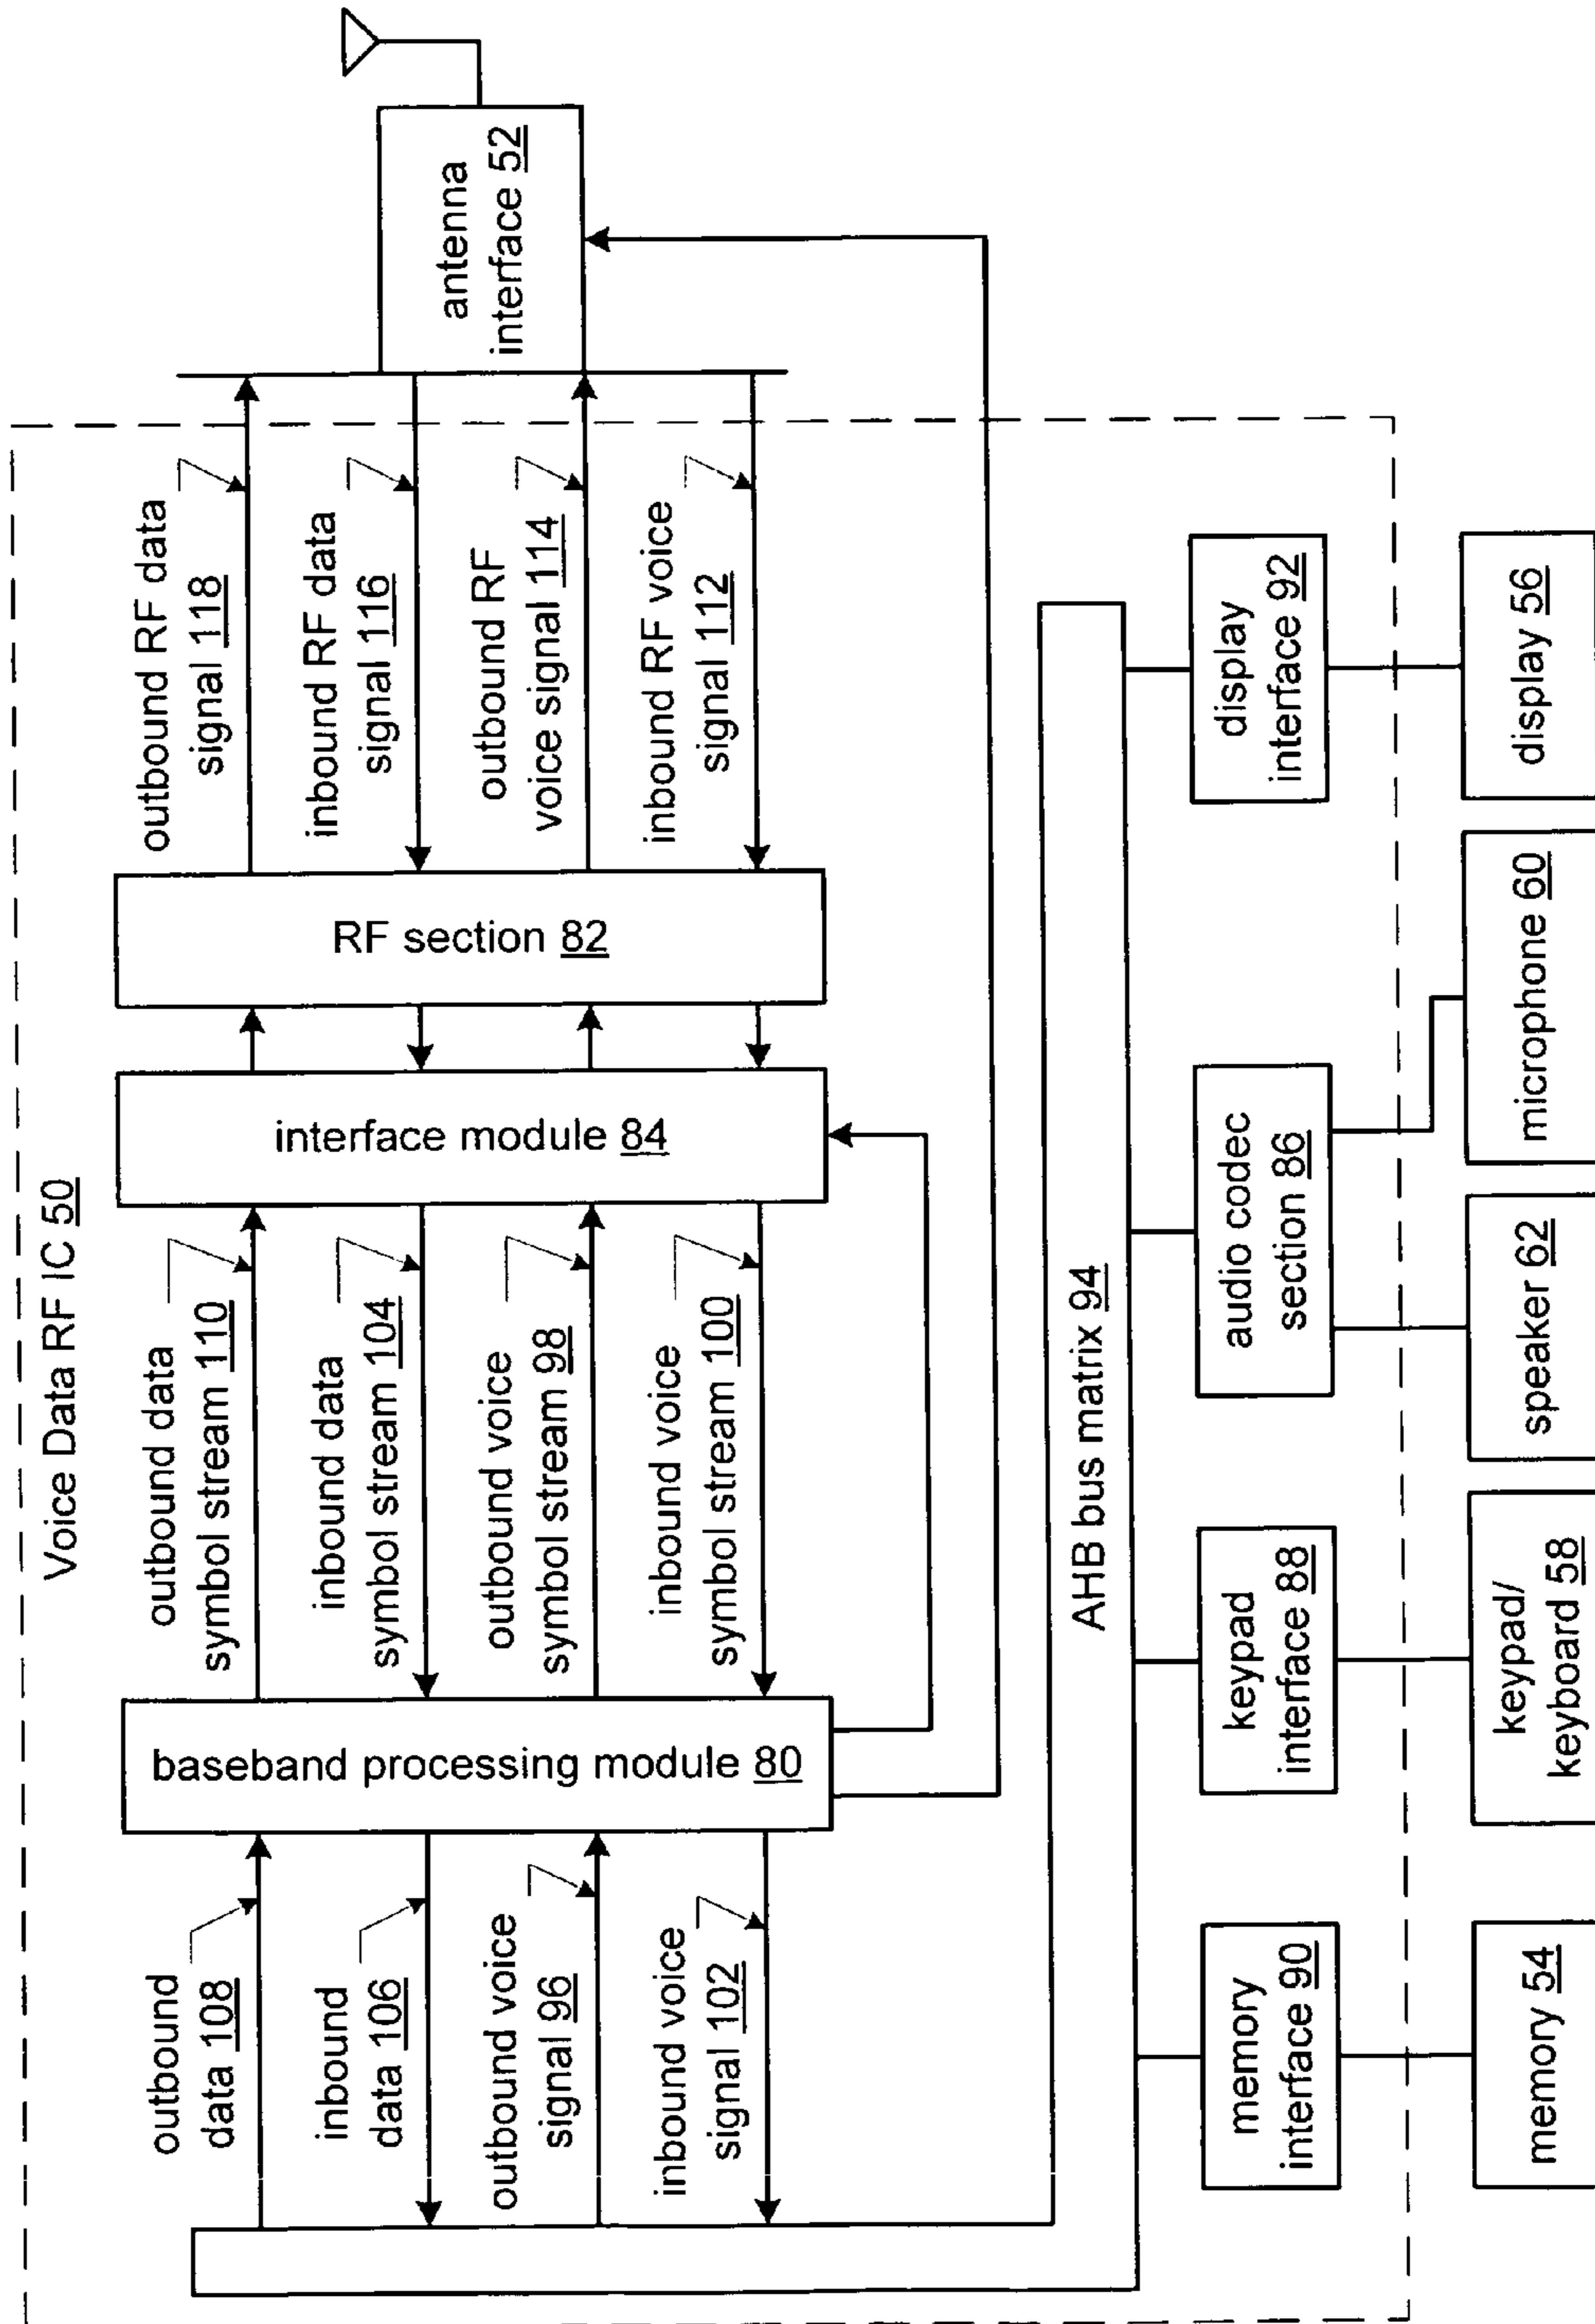 Voice Data RF IC 50
outbound
data 108
inbound
data 106
outbound voice
signal 96
inbound voice
signal 102
baseband processing module 80
outbound data
symbol stream 110
inbound data
symbol stream 104
outbound voice
symbol stream 98
inbound voice
symbol stream 100
interface module 84
RF section 82
outbound RF data
signal 118
inbound RF data
signal 116
outbound RF
voice signal 114
inbound RF voice
signal 112
antenna
interface 52
AHB bus matrix 94
memory
interface 90
keypad
interface 88
audio codec
section 86
display
interface 92
memory 54
keypad/
keyboard 58
speaker 62
microphone 60
display 56